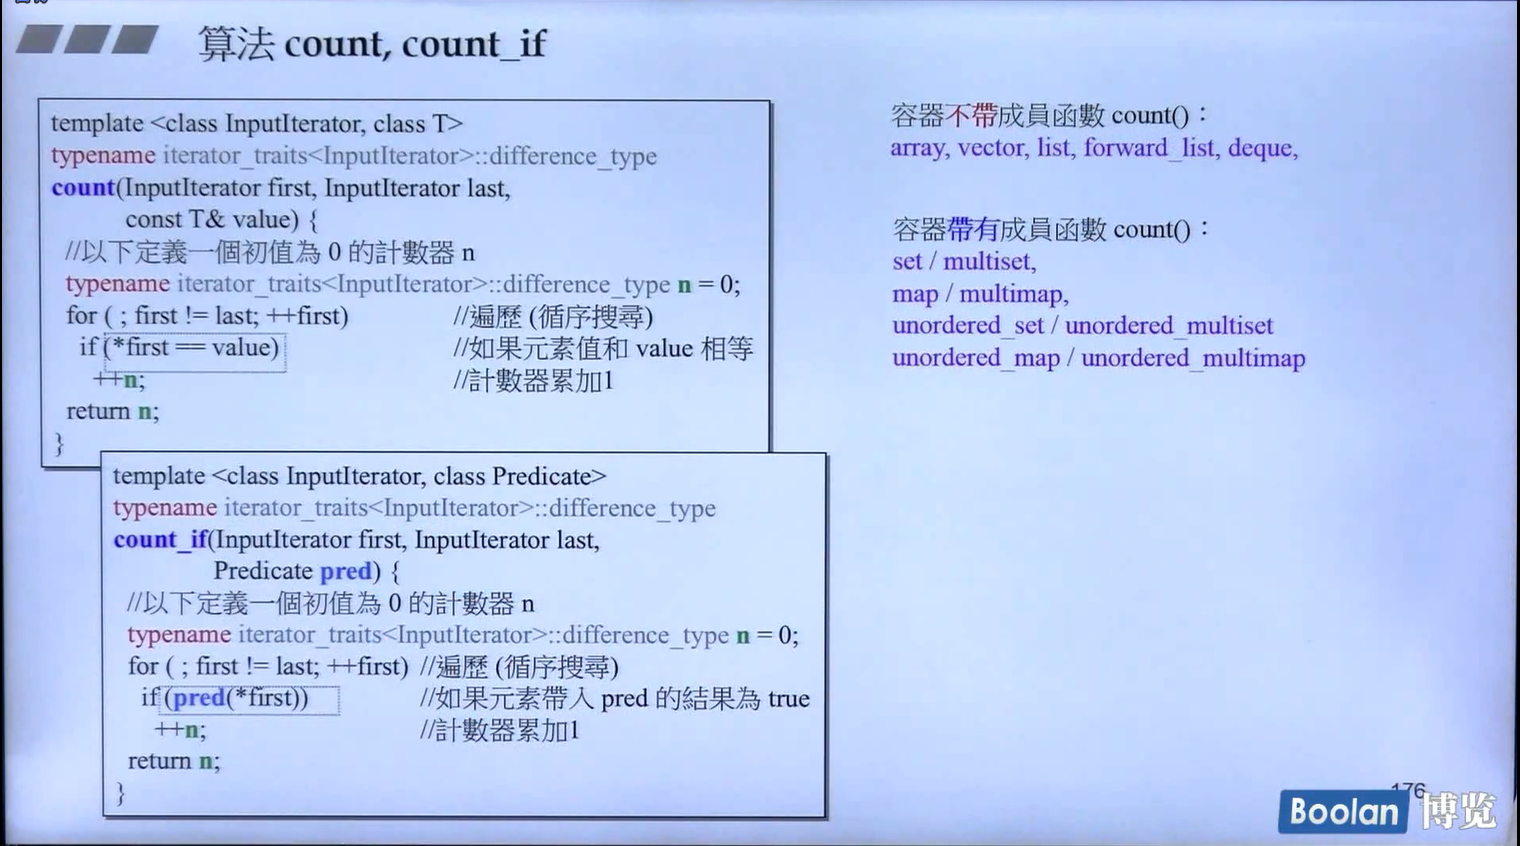 算法 count, count_if
template <class InputIterator, class T>
typename iterator_traits<InputIterator>::difference_type
count(InputIterator first, InputIterator last,
const T& value) {
//以下定義一個初值為 0 的計數器 n
typename iterator_traits<InputIterator>::difference_type n = 0;
for ( ; first != last; ++first) //遍歷 (循序搜尋)
if (*first == value) //如果元素值和 value 相等
++n; //計數器累加1
return n;
}
template <class InputIterator, class Predicate>
typename iterator_traits<InputIterator>::difference_type
count_if(InputIterator first, InputIterator last,
Predicate pred) {
//以下定義一個初值為 0 的計數器 n
typename iterator_traits<InputIterator>::difference_type n = 0;
for ( ; first != last; ++first) //遍歷 (循序搜尋)
if (pred(*first)) //如果元素帶入 pred 的結果為 true
++n; //計數器累加1
return n;
}
容器不帶成員函數 count()：
array, vector, list, forward_list, deque,
容器帶有成員函數 count()：
set / multiset,
map / multimap,
unordered_set / unordered_multiset
unordered_map / unordered_multimap
176
Boolan 博览